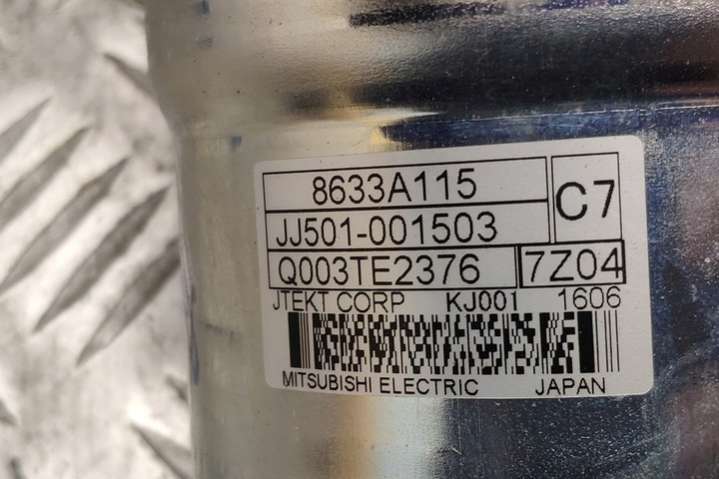 8633A115
C7
JJ501-001503
Q003TE2376 7Z04
JTEKT CORP KJ001 1606
MITSUBISHI ELECTRIC JAPAN